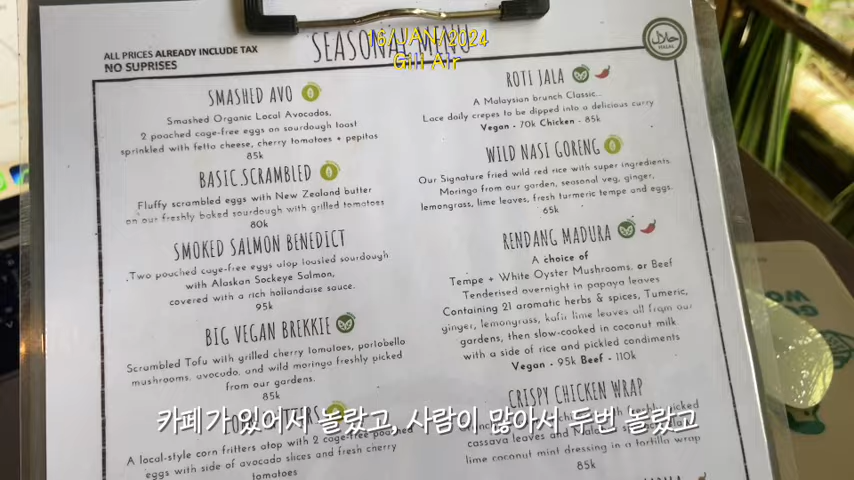 16/JAN/2024
Gili Air
ALL PRICES ALREADY INCLUDE TAX
NO SUPRISES
SEASONAL MENU
HALAL
SMASHED AVO
Smashed Organic Local Avocados,
2 poached cage-free eggs on sourdough toast
sprinkled with fetta cheese, cherry tomatoes + pepitas
85k
BASIC SCRAMBLED
Fluffy scrambled eggs with New Zealand butter
on our freshly baked sourdough with grilled tomatoes
80k
SMOKED SALMON BENEDICT
Two poached cage-free eggs atop toasted sourdough
with Alaskan Sockeye Salmon,
covered with a rich hollandaise sauce.
95k
BIG VEGAN BREKKIE
Scrambled Tofu with grilled cherry tomatoes, portobello
mushrooms, avocado, and wild moringa freshly picked
from our gardens.
85k
A local-style corn fritters atop with 2 cage-free poached
eggs with side of avocado slices and fresh cherry
tomatoes
ROTI JALA
A Malaysian brunch Classic...
Lace daily crepes to be dipped into a delicious curry
Vegan - 70k Chicken - 85k
WILD NASI GORENG
Our Signature fried wild red rice with super ingredients.
Moringa from our garden, seasonal veg, ginger,
lemongrass, lime leaves, fresh turmeric tempe and eggs.
65k
RENDANG MADURA
A choice of
Tempe + White Oyster Mushrooms, or Beef
Tenderised overnight in papaya leaves
Containing 21 aromatic herbs & spices, Tumeric,
ginger, lemongrass, kafir lime leaves all from our
gardens, then slow-cooked in coconut milk
with a side of rice and pickled condiments
Vegan - 95k Beef - 110k
CRISPY CHICKEN WRAP
cassava leaves and
lime coconut mint dressing in a tortilla wrap
85k
카페가 있어서 놀랐고, 사람이 많아서 두번 놀랐고